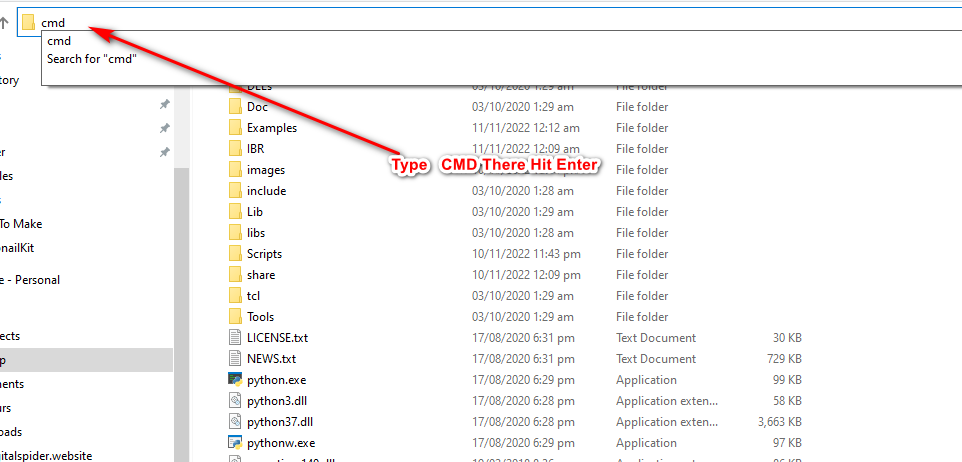 cmd
cmd
Search for "cmd"
tory
DLLs 03/10/2020 1:29 am File folder
Doc 03/10/2020 1:29 am File folder
Examples 11/11/2022 12:12 am File folder
er IBR 11/11/2022 12:09 am File folder
Type CMD There Hit Enter
les images File folder
include 03/10/2020 1:28 am File folder
Lib 03/10/2020 1:29 am File folder
To Make libs 03/10/2020 1:28 am File folder
nailKit Scripts 10/11/2022 11:43 pm File folder
e - Personal share 10/11/2022 12:09 pm File folder
tcl 03/10/2020 1:29 am File folder
Tools 03/10/2020 1:29 am File folder
ects LICENSE.txt 17/08/2020 6:31 pm Text Document 30 KB
p NEWS.txt 17/08/2020 6:31 pm Text Document 729 KB
ments python.exe 17/08/2020 6:29 pm Application 99 KB
urs python3.dll 17/08/2020 6:28 pm Application exten... 58 KB
oads python37.dll 17/08/2020 6:28 pm Application exten... 3,663 KB
pythonw.exe 17/08/2020 6:29 pm Application 97 KB
gitalspider.website